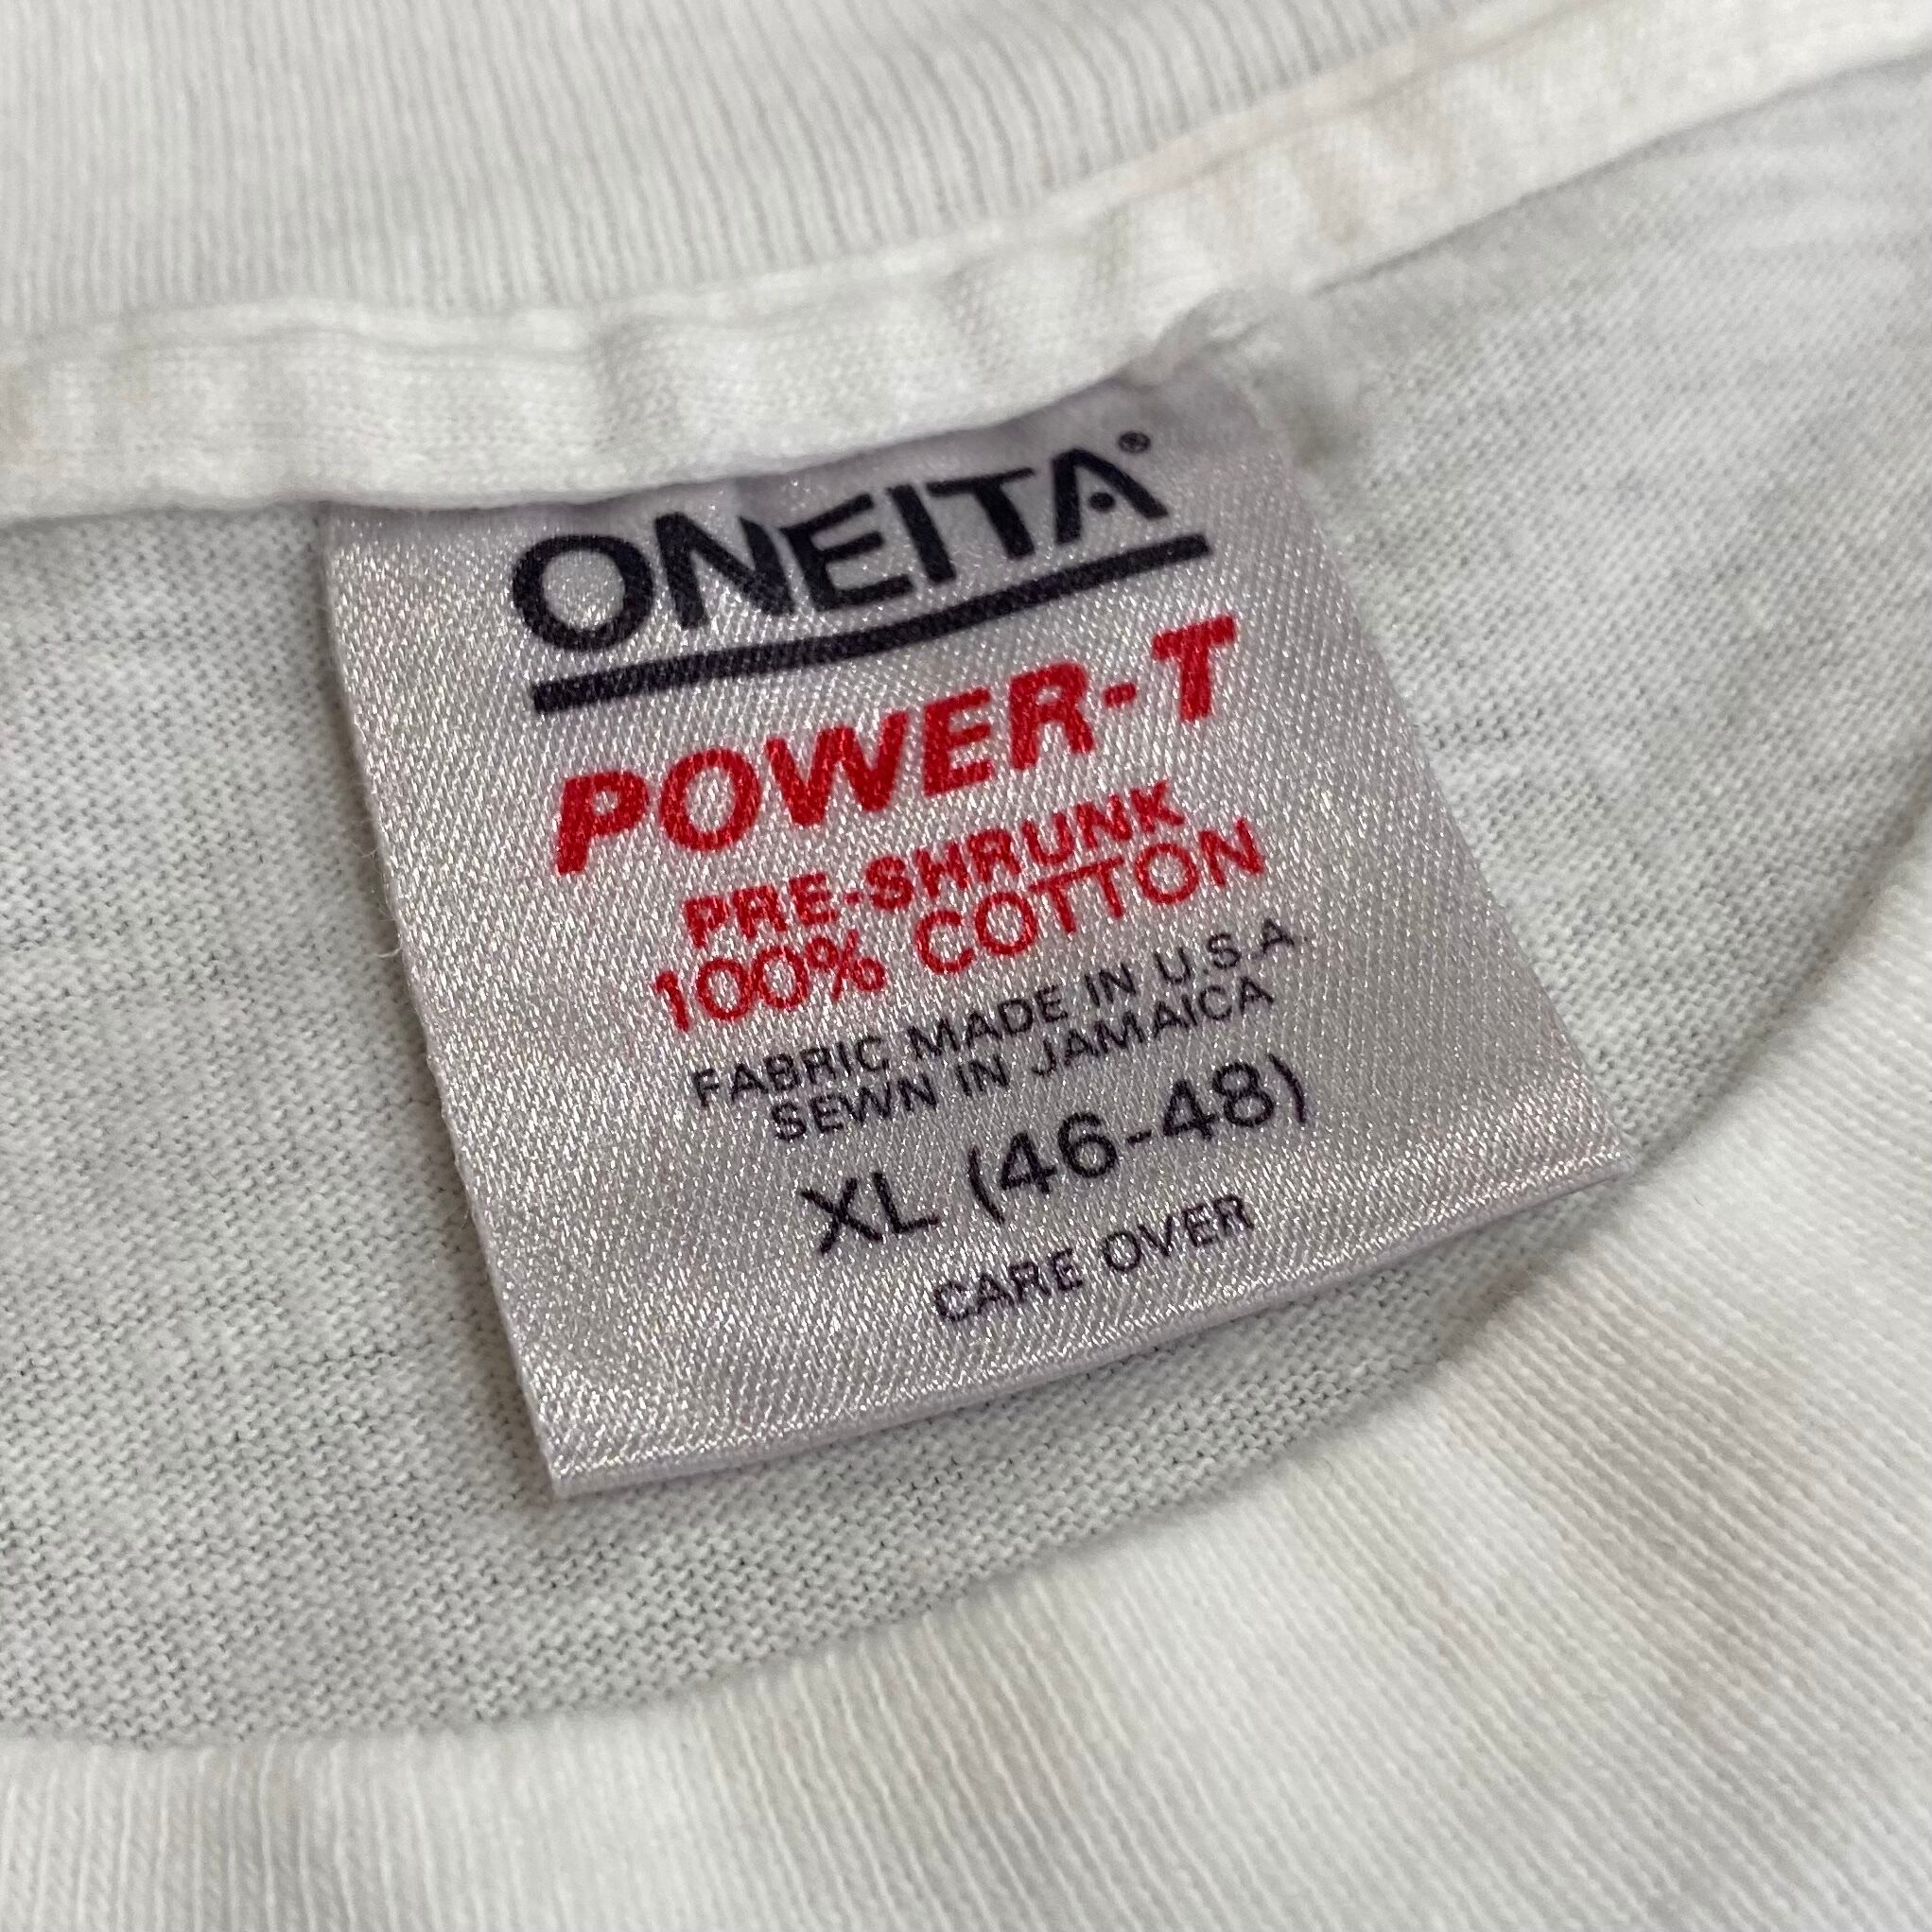 ONEITA®
POWER-T
PRE-SHRUNK
100% COTTON
FABRIC MADE IN U.S.A.
SEWN IN JAMAICA
XL (46-48)
CARE OVER